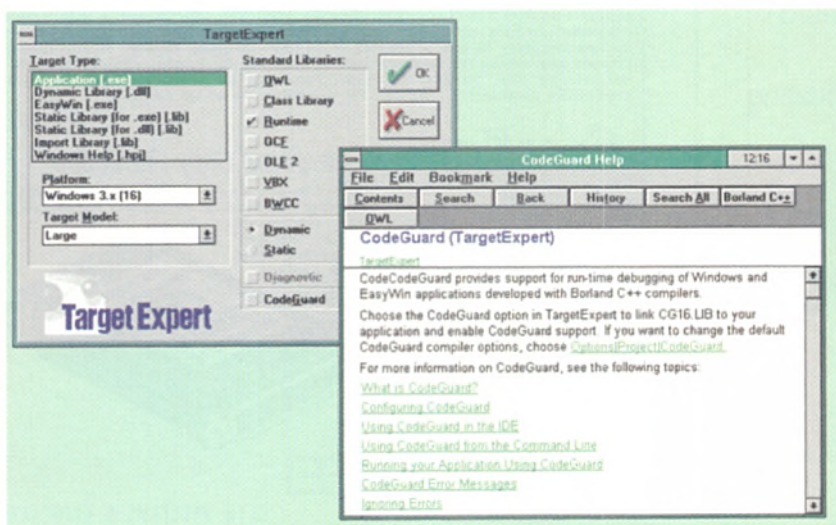 TargetExpert
Target Type:
Application [.exe]
Dynamic Library [.dll]
EasyWin [.exe]
Static Library [for .exe] [.lib]
Static Library [for .dll] [.lib]
Import Library [.lib]
Windows Help [.hpj]
Platform:
Windows 3.x (16)
Target Model:
Large
TargetExpert
Standard Libraries:
OWL
Class Library
Runtime
OCF
OLE 2
VBX
BWCC
Dynamic
Static
Diagnostic
CodeGuard
OK
Cancel
CodeGuard Help 12:16
File Edit Bookmark Help
Contents Search Back History Search All Borland C++
OWL
CodeGuard (TargetExpert)
TargetExpert
CodeCodeGuard provides support for run-time debugging of Windows and
EasyWin applications developed with Borland C++ compilers.
Choose the CodeGuard option in TargetExpert to link CG16.LIB to your
application and enable CodeGuard support. If you want to change the default
CodeGuard compiler options, choose Options|Project|CodeGuard.
For more information on CodeGuard, see the following topics:
What is CodeGuard?
Configuring CodeGuard
Using CodeGuard in the IDE
Using CodeGuard from the Command Line
Running your Application Using CodeGuard
CodeGuard Error Messages
Ignoring Errors